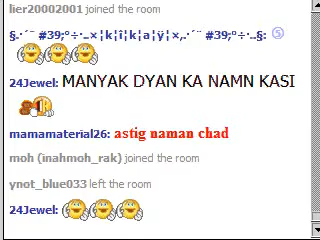 lier20002001 joined the room
§.·´¯ #39;°÷·..×¦k¦î¦k¦a¦ÿ¦×,.·´¨ #39;°÷·..§:
24Jewel: MANYAK DYAN KA NAMN KASI
mamamaterial26: astig naman chad
moh (inahmoh_rak) joined the room
ynot_blue033 left the room
24Jewel: